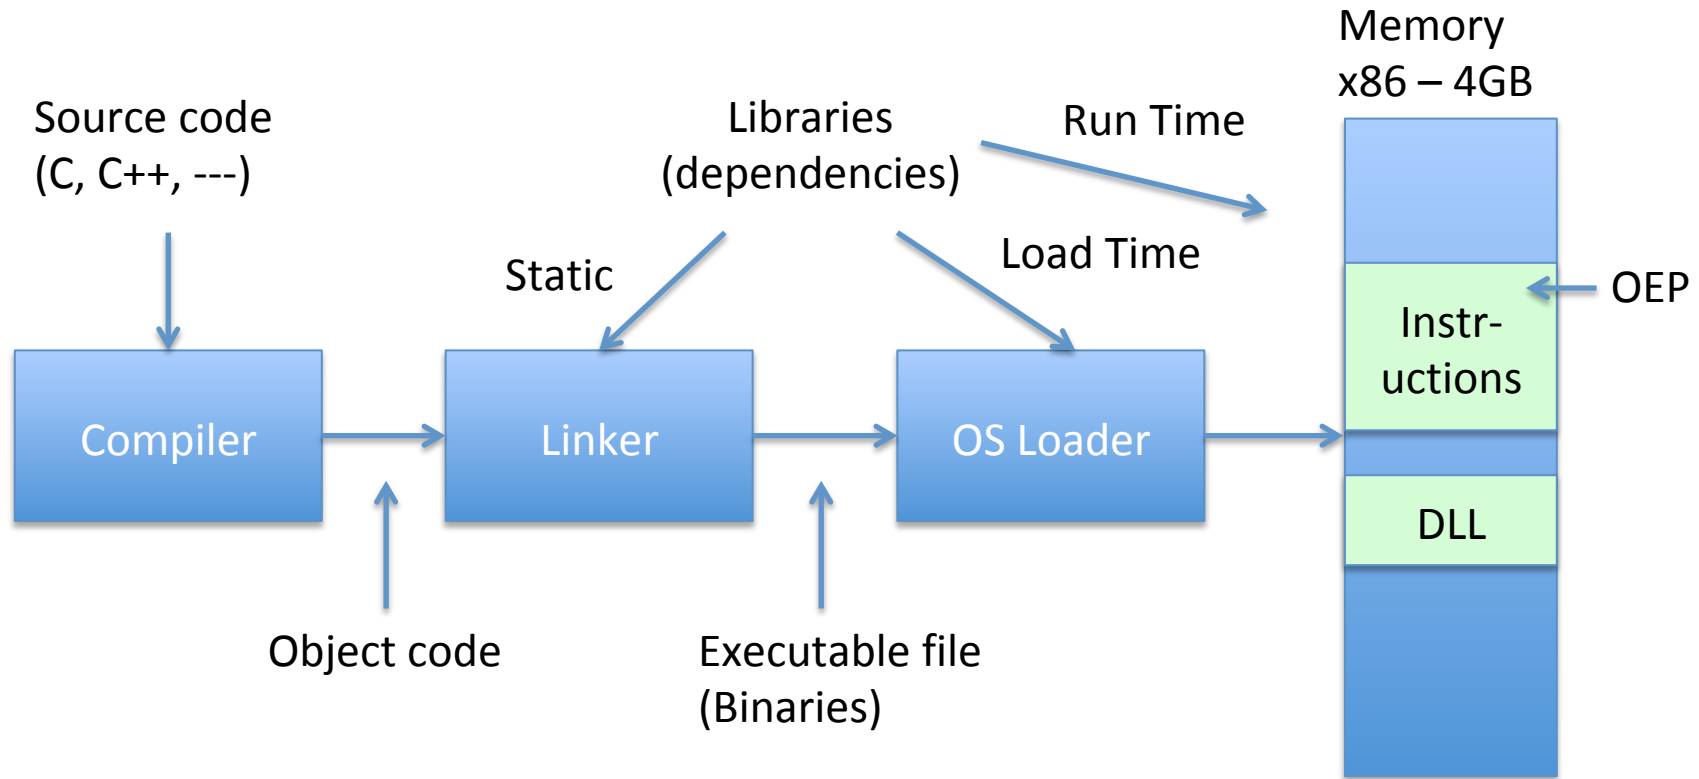 Memory
x86 – 4GB
Source code
(C, C++, ---)
Libraries
(dependencies)
Run Time
Static
Load Time
OEP
Instr-
uctions
Compiler
Linker
OS Loader
DLL
Object code
Executable file
(Binaries)